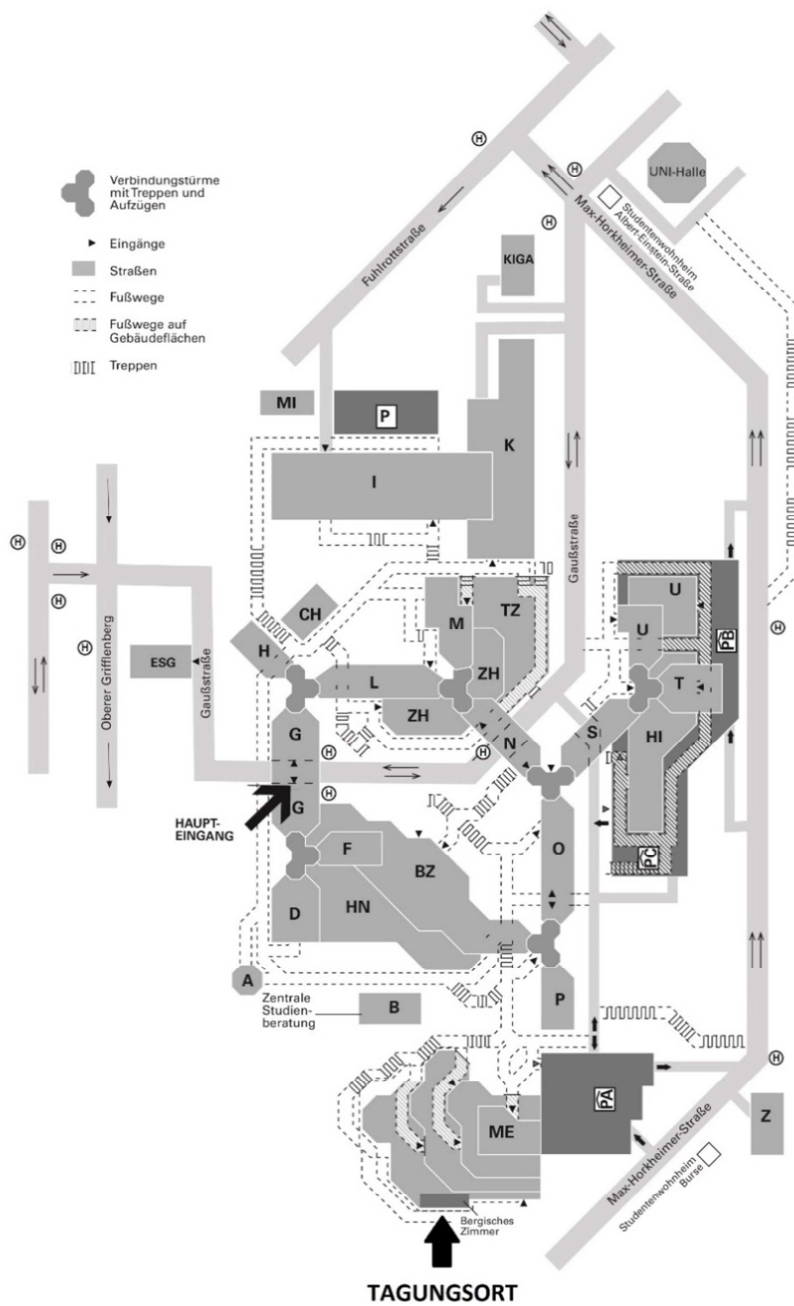 Verbindungstürme
mit Treppen und
Aufzügen
Eingänge
Straßen
Fußwege
Fußwege auf
Gebäudeflächen
Treppen
H
H
H
UNI-Halle
Studentenwohnheim
Albert-Einstein-Straße
Max-Horkheimer-Straße
Fuhlrottstraße
KIGA
MI
P
K
I
Gaußstraße
H
H
H
H
Oberer Grifflenberg
ESG
Gaußstraße
CH
H
M
TZ
ZH
L
ZH
U
U
T
PB
H
N
S
HI
G
G
H
H
H
HAUPT-
EINGANG
F
BZ
O
PC
D
HN
A
Zentrale
Studien-
beratung
B
P
H
PA
ME
Z
Max-Horkheimer-Straße
Studentenwohnheim
Burse
Bergisches
Zimmer
TAGUNGSORT